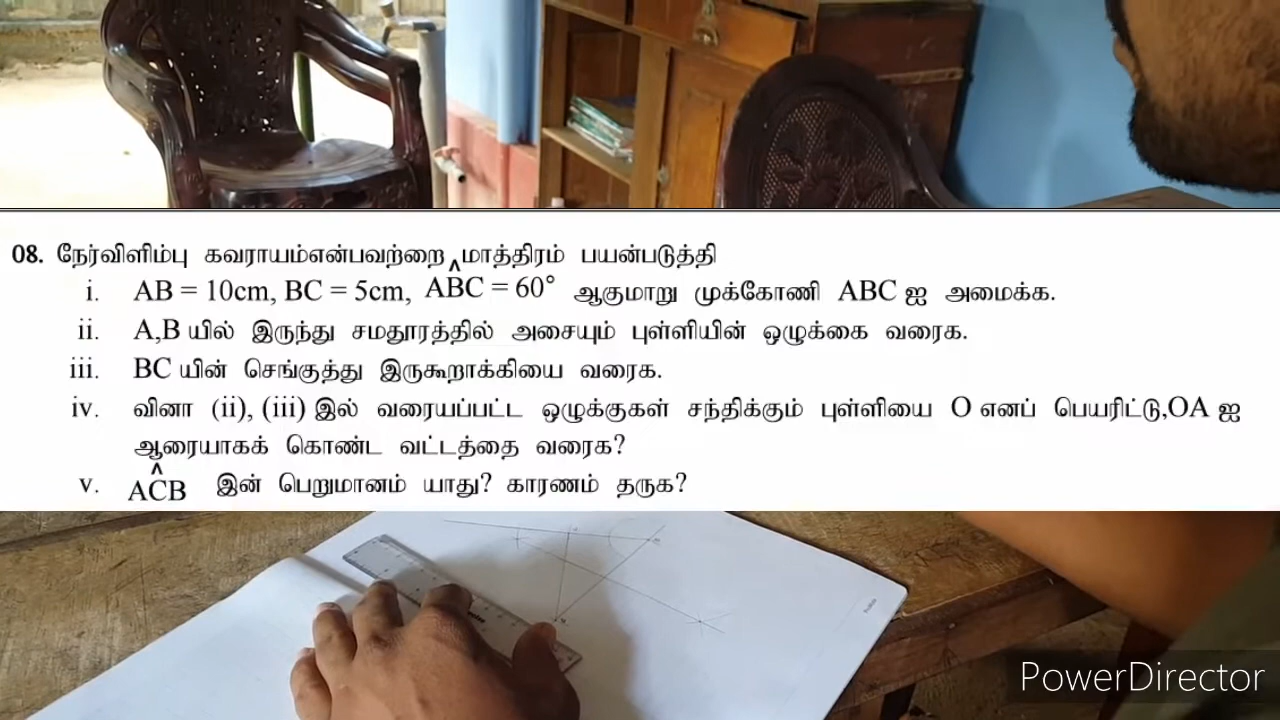 08. நேர்விளிம்பு கவராயம்என்பவற்றை மாத்திரம் பயன்படுத்தி
i. AB = 10cm, BC = 5cm, AB̂C = 60° ஆகுமாறு முக்கோணி ABC ஐ அமைக்க.
ii. A,B யில் இருந்து சமதூரத்தில் அசையும் புள்ளியின் ஒழுக்கை வரைக.
iii. BC யின் செங்குத்து இருகூறாக்கியை வரைக.
iv. வினா (ii), (iii) இல் வரையப்பட்ட ஒழுக்குகள் சந்திக்கும் புள்ளியை O எனப் பெயரிட்டு,OA ஐ
ஆரையாகக் கொண்ட வட்டத்தை வரைக?
v. AĈB இன் பெறுமானம் யாது? காரணம் தருக?
PowerDirector